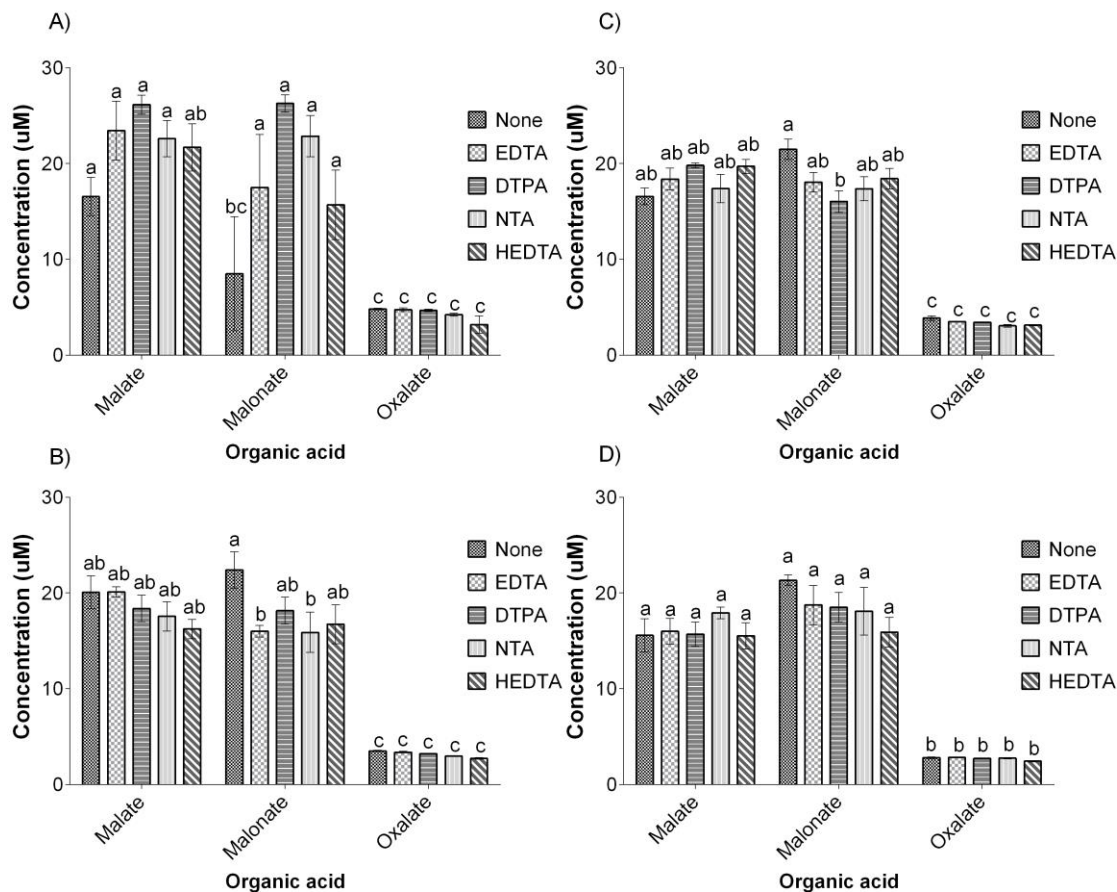 A)
Concentration (uM)
30
20
10
0
a
a
a
a
ab
bc
a
a
a
a
c c c c c
Malate
Malonate
Oxalate
Organic acid
None
EDTA
DTPA
NTA
HEDTA
C)
Concentration (uM)
30
20
10
0
ab
ab
ab
ab
ab
a
ab
b
ab
ab
c c c c c
Malate
Malonate
Oxalate
Organic acid
None
EDTA
DTPA
NTA
HEDTA
B)
Concentration (uM)
30
20
10
0
ab
ab
ab
ab
ab
a
b
ab
b
ab
c c c c c
Malate
Malonate
Oxalate
Organic acid
None
EDTA
DTPA
NTA
HEDTA
D)
Concentration (uM)
30
20
10
0
a
a
a
a
a
a
a
a
a
a
b b b b b
Malate
Malonate
Oxalate
Organic acid
None
EDTA
DTPA
NTA
HEDTA